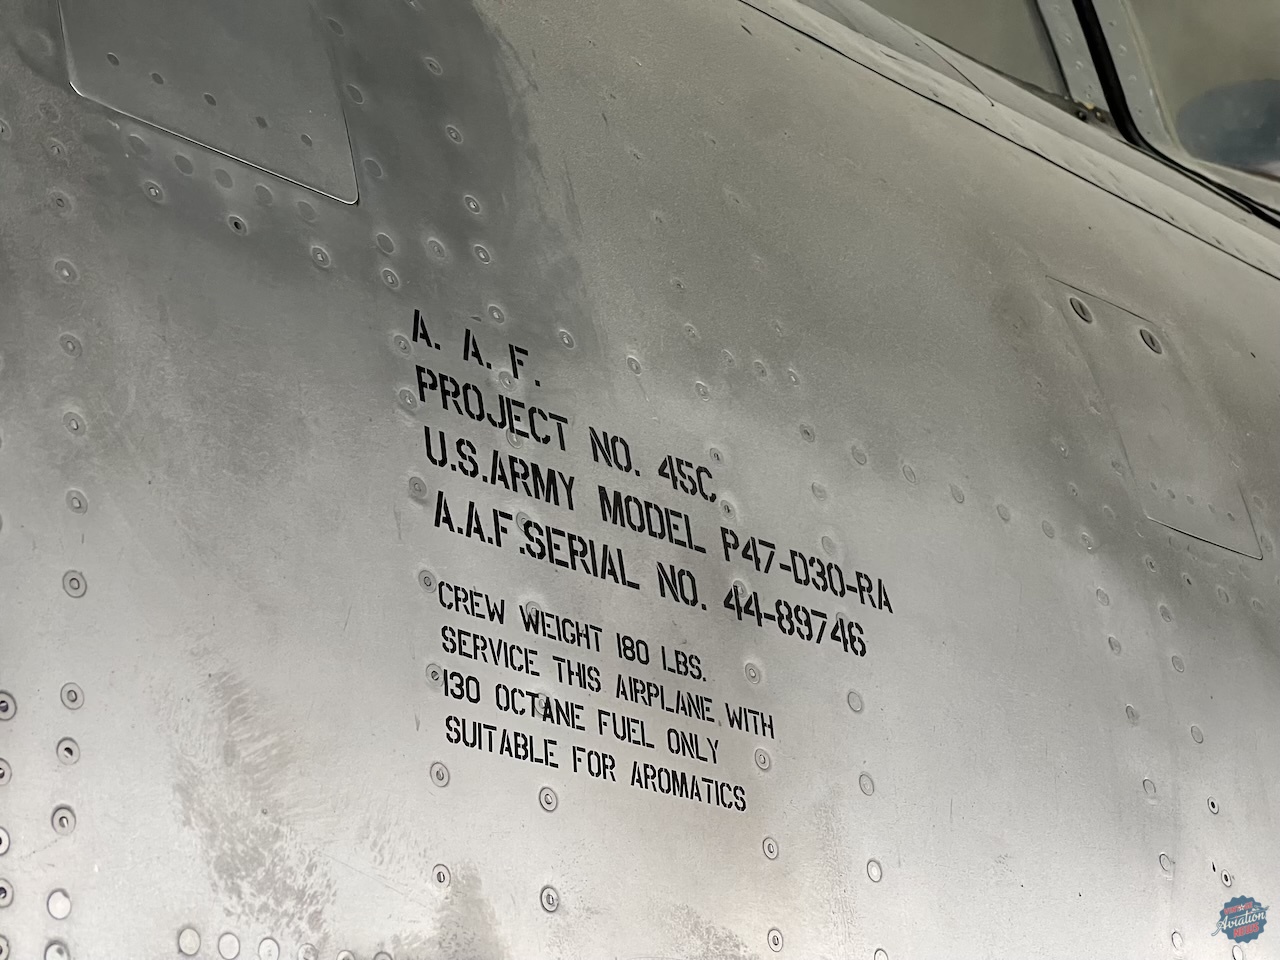 A. A. F.
PROJECT NO. 45C
U.S.ARMY MODEL P47-D30-RA
A.A.F.SERIAL NO. 44-89746
CREW WEIGHT 180 LBS.
SERVICE THIS AIRPLANE WITH
130 OCTANE FUEL ONLY
SUITABLE FOR AROMATICS
Aviation